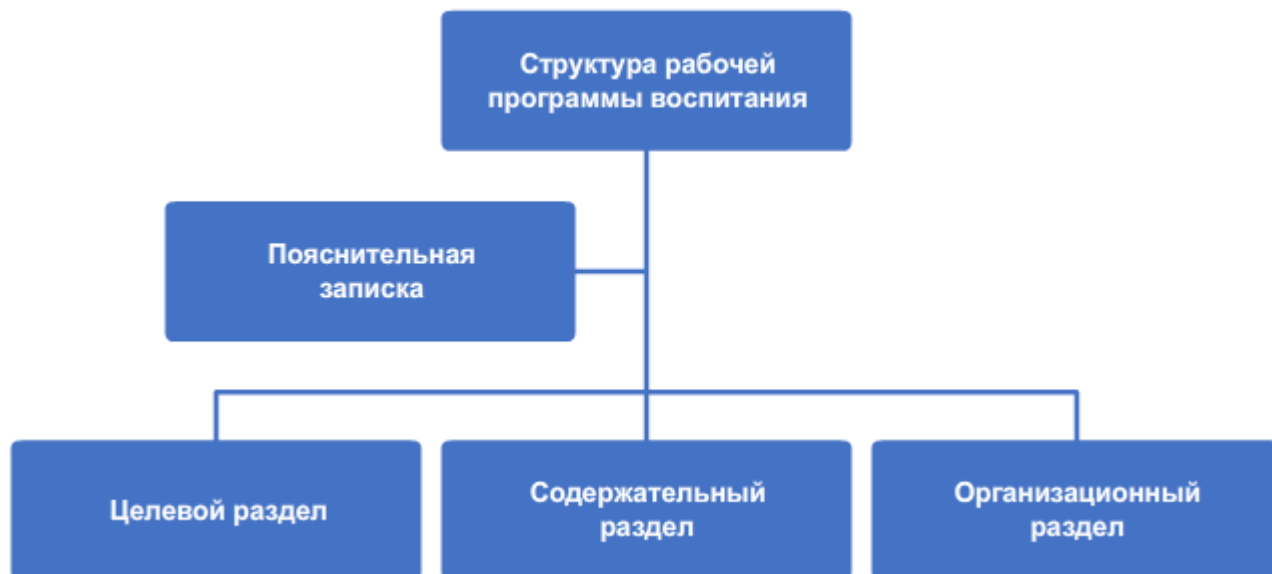 Структура рабочей
программы воспитания
Пояснительная
записка
Целевой раздел
Содержательный
раздел
Организационный
раздел